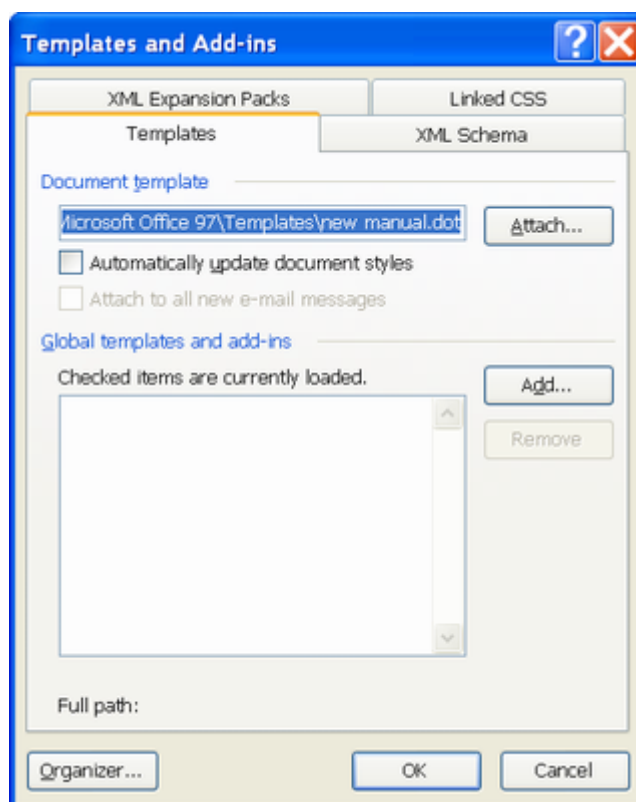 Templates and Add-ins
XML Expansion Packs
Linked CSS
Templates
XML Schema
Document template
Microsoft Office 97\Templates\new manual.dot
Attach...
Automatically update document styles
Attach to all new e-mail messages
Global templates and add-ins
Checked items are currently loaded.
Add...
Remove
Full path:
Organizer...
OK
Cancel